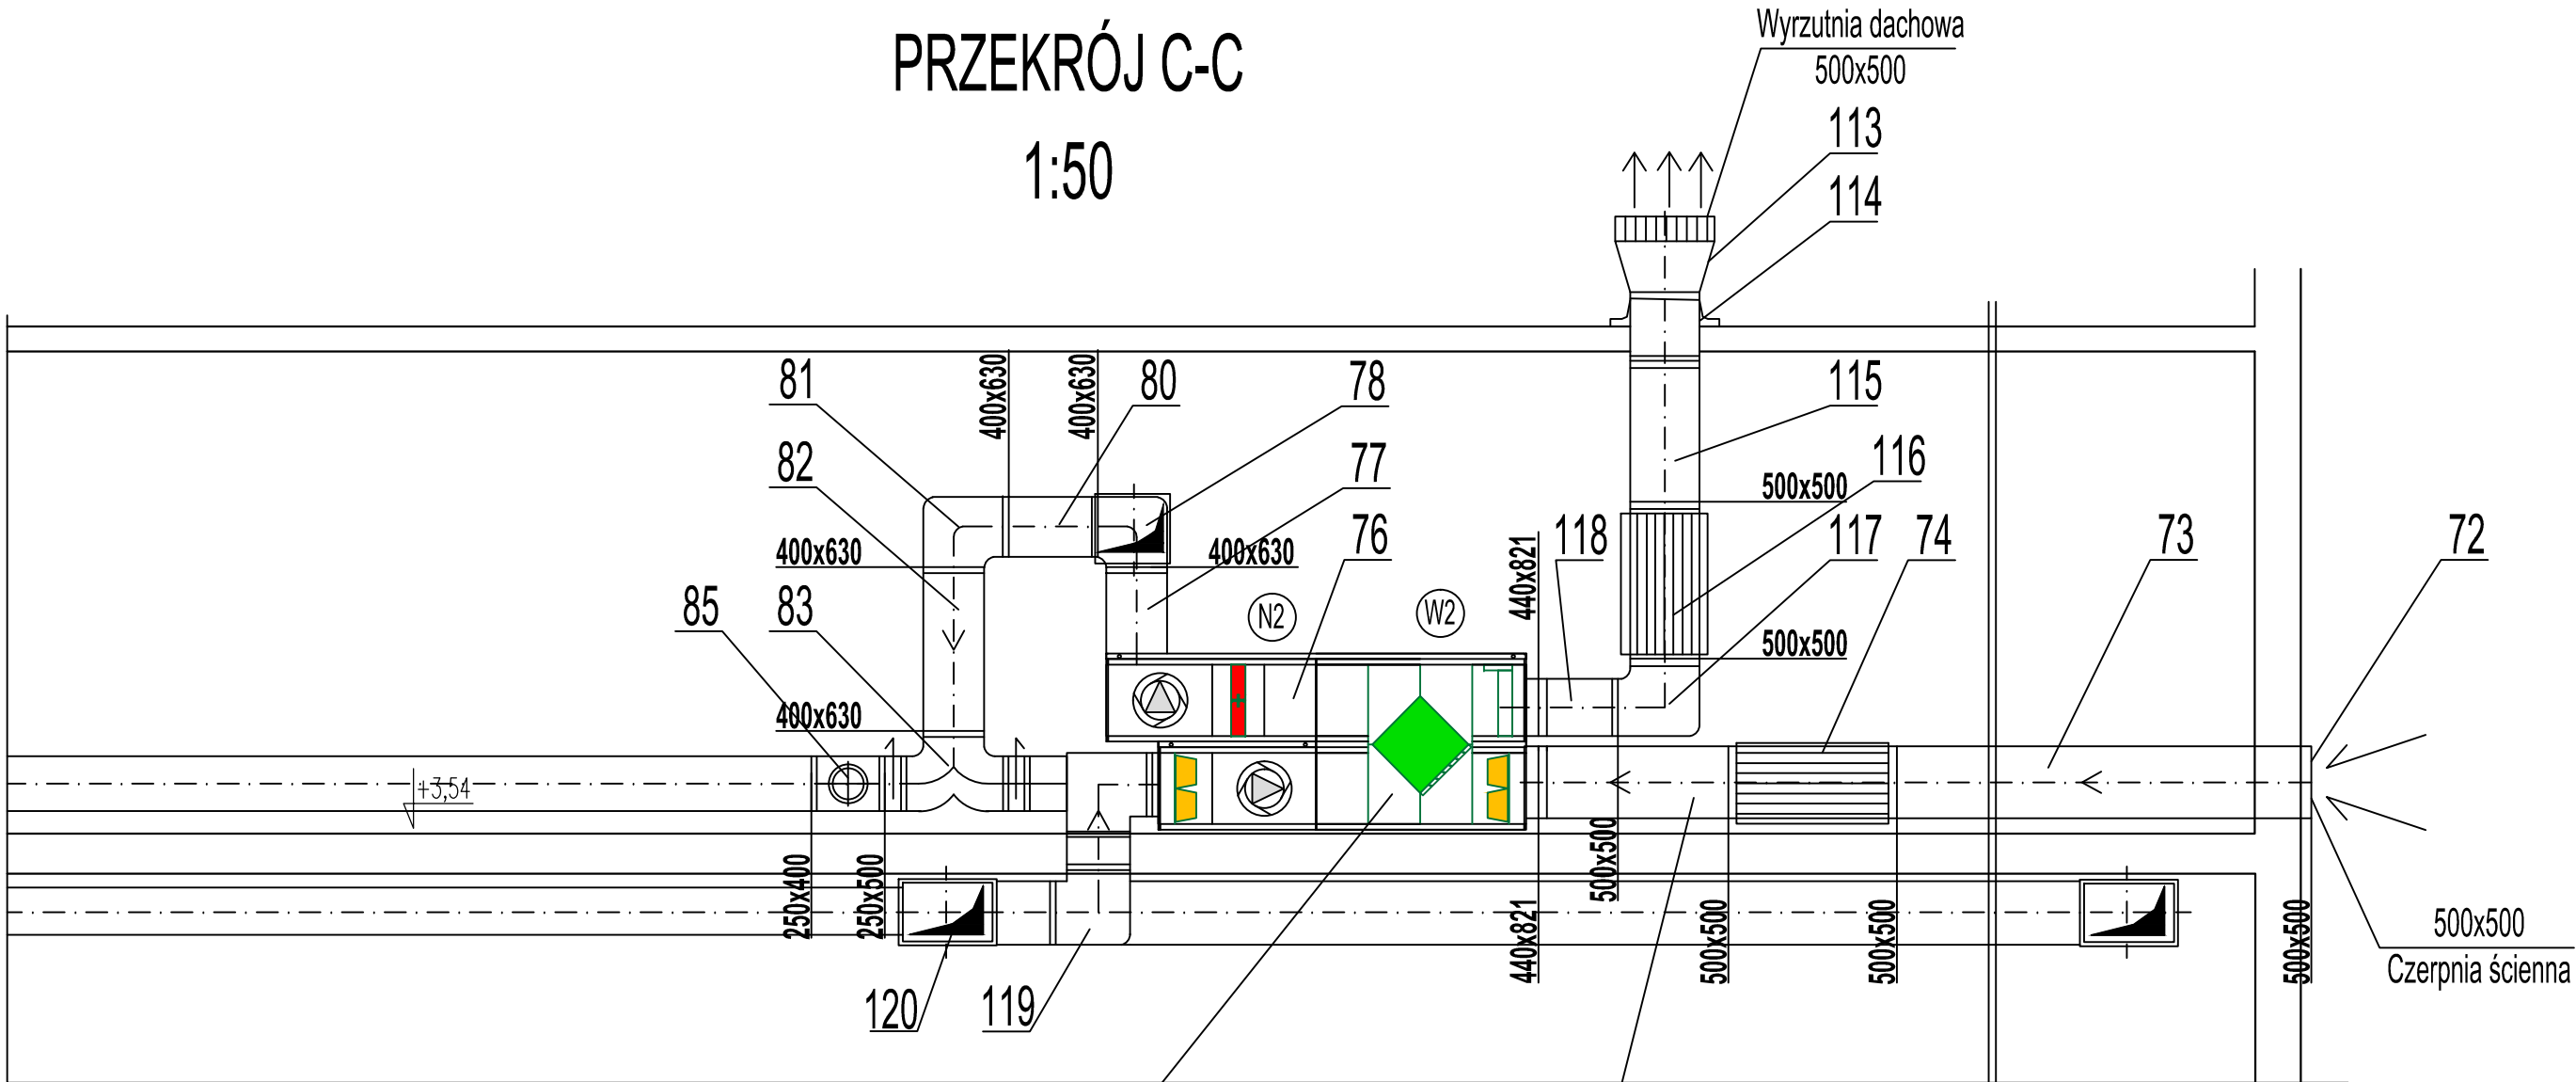 PRZEKRÓJ C-C
1:50
Wyrzutnia dachowa
500x500
113
114
81
400x630
400x630
80
78
115
82
77
116
500x500
400x630
400x630
76
440x821
118
117
74
73
72
85
83
N2
W2
500x500
400x630
+3,54
250x400
250x500
500x500
440x821
500x500
500x500
500x500
500x500
Czerpnia ścienna
120
119